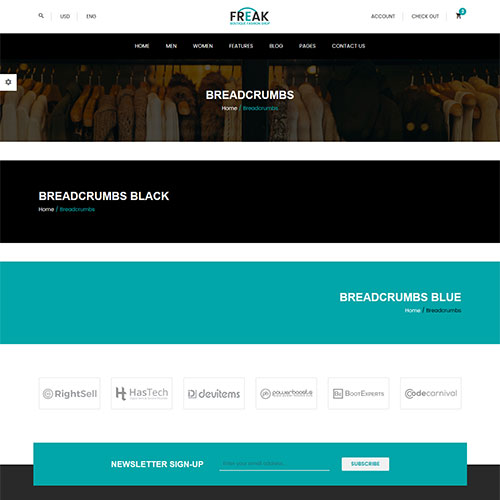 USD ENG
FREAK
BOUTIQUE FASHION SHOP
ACCOUNT CHECK OUT
HOME MEN WOMEN FEATURES BLOG PAGES CONTACT US
BREADCRUMBS
Home / Breadcrumbs
BREADCRUMBS BLACK
Home / Breadcrumbs
BREADCRUMBS BLUE
Home / Breadcrumbs
RightSell HasTech devitems powerboost BootExperts Codecarnival
NEWSLETTER SIGN-UP Enter your email address... SUBSCRIBE